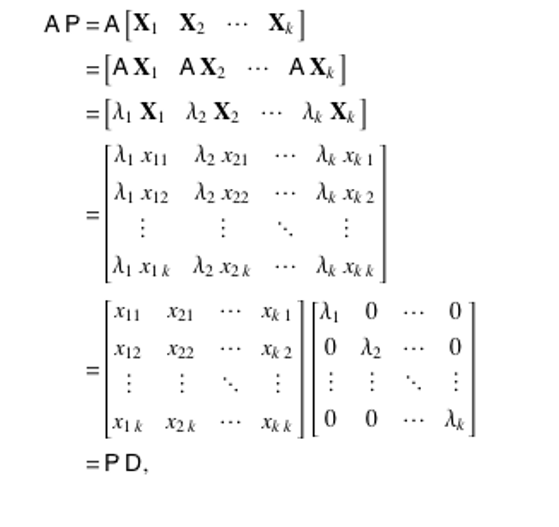 A P = A [X₁ X₂ ⋯ Xₖ]
= [A X₁ A X₂ ⋯ A Xₖ]
= [λ₁ X₁ λ₂ X₂ ⋯ λₖ Xₖ]
= [λ₁ x₁₁ λ₂ x₂₁ ⋯ λₖ xₖ ₁
λ₁ x₁₂ λ₂ x₂₂ ⋯ λₖ xₖ ₂
⋮ ⋮ ⋱ ⋮
λ₁ x₁ ₖ λ₂ x₂ ₖ ⋯ λₖ xₖ ₖ]
= [x₁₁ x₂₁ ⋯ xₖ ₁] [λ₁ 0 ⋯ 0
x₁₂ x₂₂ ⋯ xₖ ₂ 0 λ₂ ⋯ 0
⋮ ⋮ ⋱ ⋮ ⋮ ⋮ ⋱ ⋮
x₁ ₖ x₂ ₖ ⋯ xₖ ₖ 0 0 ⋯ λₖ]
= P D,